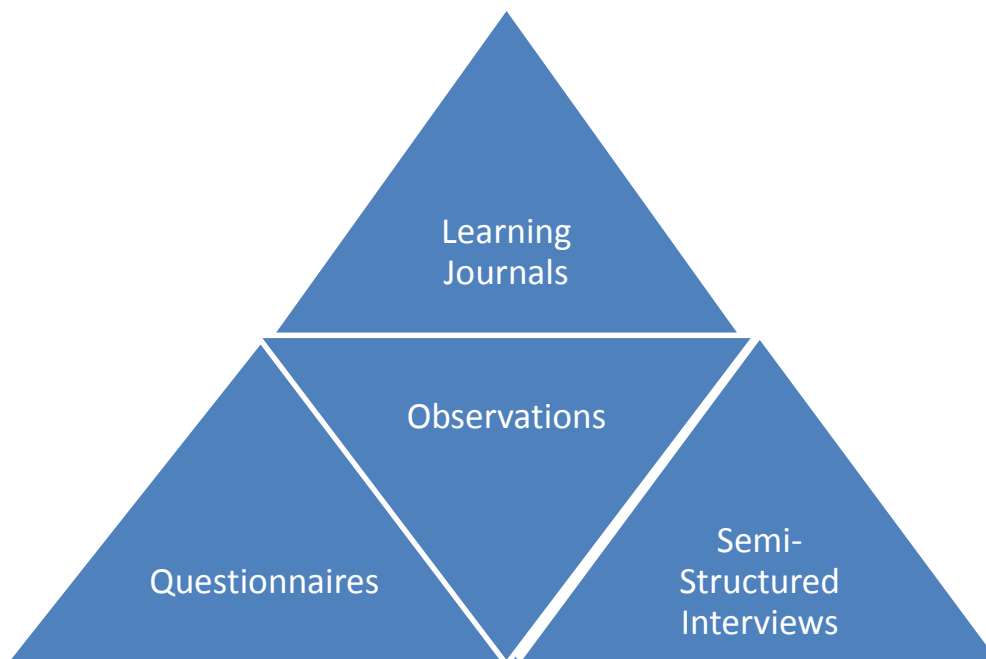 Learning
Journals
Observations
Questionnaires
Semi-
Structured
Interviews